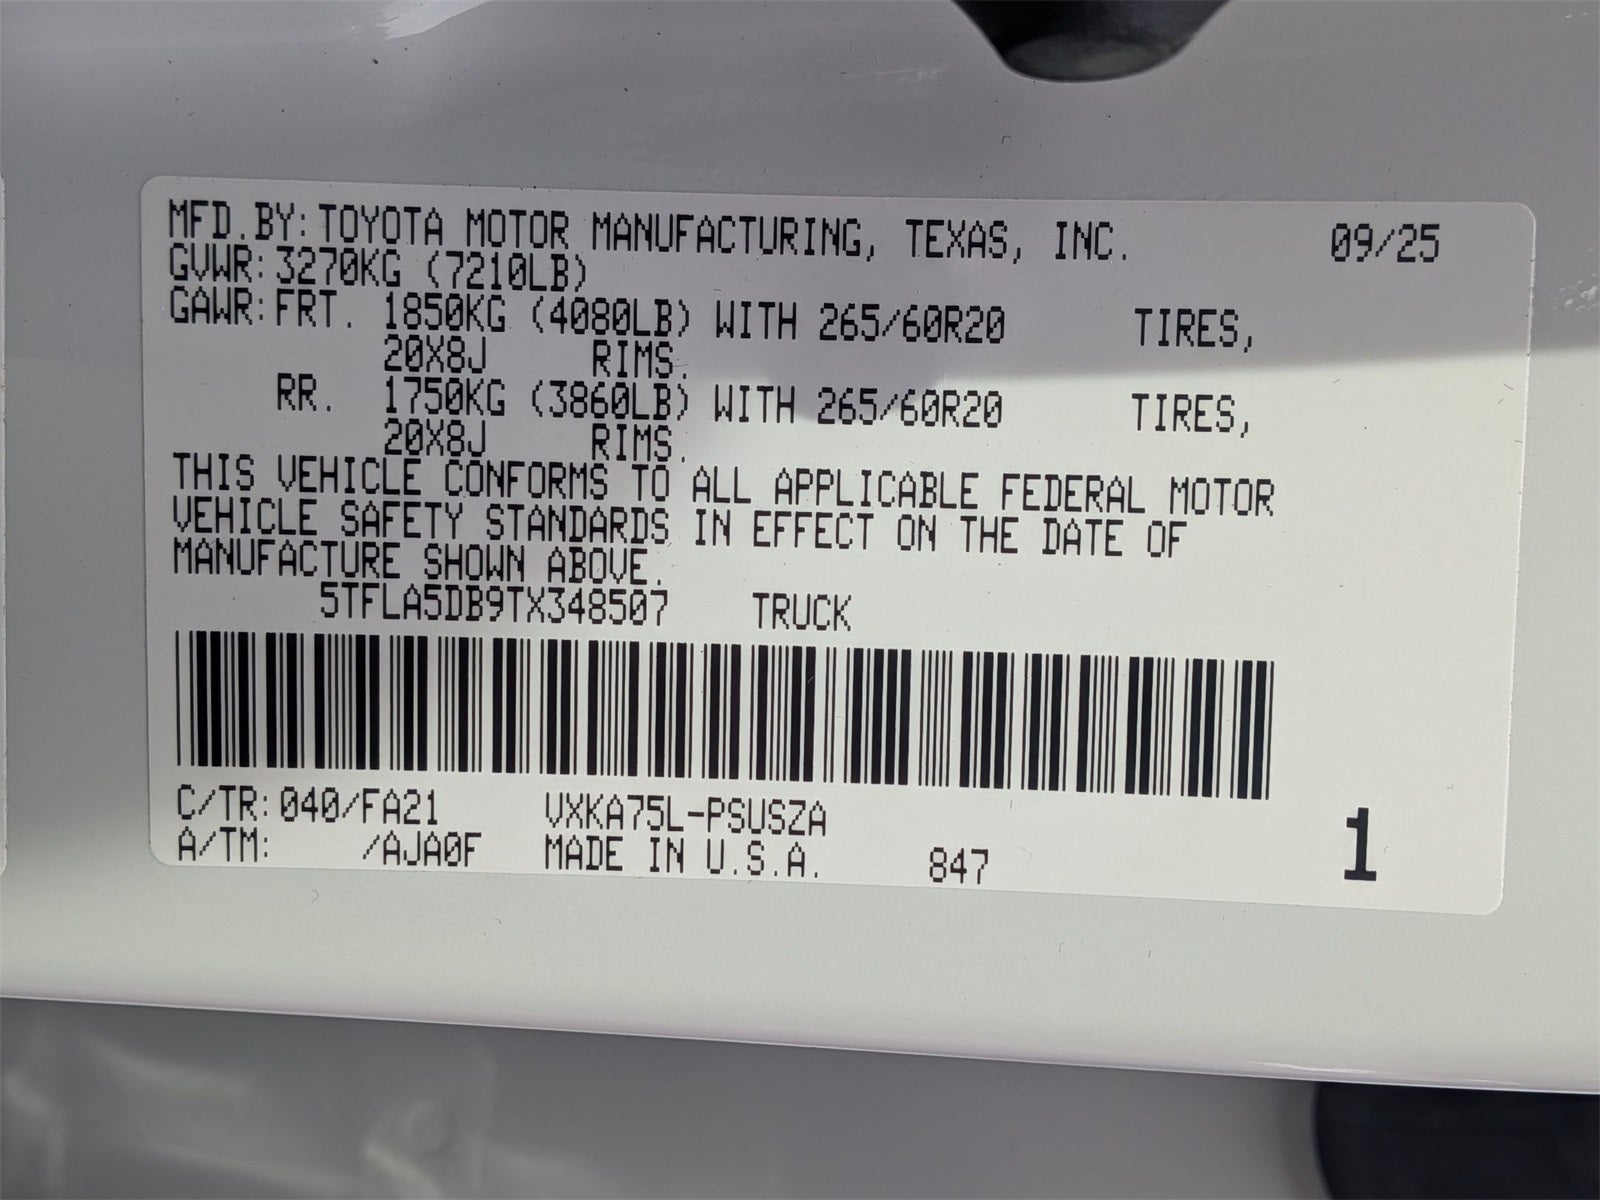 MFD.BY: TOYOTA MOTOR MANUFACTURING, TEXAS, INC. 09/25
GVWR: 3270KG (7210LB)
GAWR: FRT. 1850KG (4080LB) WITH 265/60R20 TIRES,
20X8J RIMS.
RR. 1750KG (3860LB) WITH 265/60R20 TIRES,
20X8J RIMS.
THIS VEHICLE CONFORMS TO ALL APPLICABLE FEDERAL MOTOR
VEHICLE SAFETY STANDARDS IN EFFECT ON THE DATE OF
MANUFACTURE SHOWN ABOVE.
5TFLA5DB9TX348507 TRUCK
C/TR: 040/FA21 VXKA75L-PSUSZA
A/TM: /AJA0F MADE IN U.S.A. 847 1